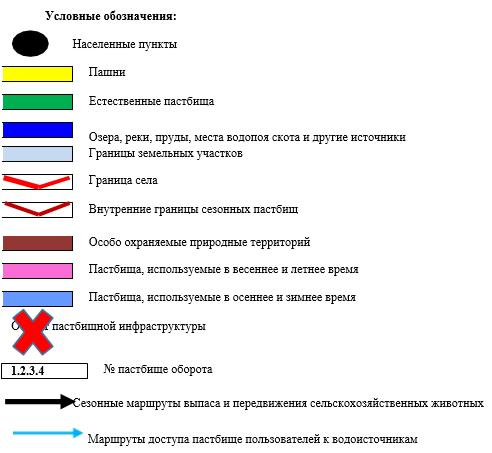 Условные обозначения:
Населенные пункты
Пашни
Естественные пастбища
Озера, реки, пруды, места водопоя скота и другие источники
Границы земельных участков
Граница села
Внутренние границы сезонных пастбищ
Особо охраняемые природные территорий
Пастбища, используемые в весеннее и летнее время
Пастбища, используемые в осеннее и зимнее время
пастбищной инфраструктуры
1.2.3.4 № пастбище оборота
Сезонные маршруты выпаса и передвижения сельскохозяйственных животных
Маршруты доступа пастбище пользователей к водоисточникам